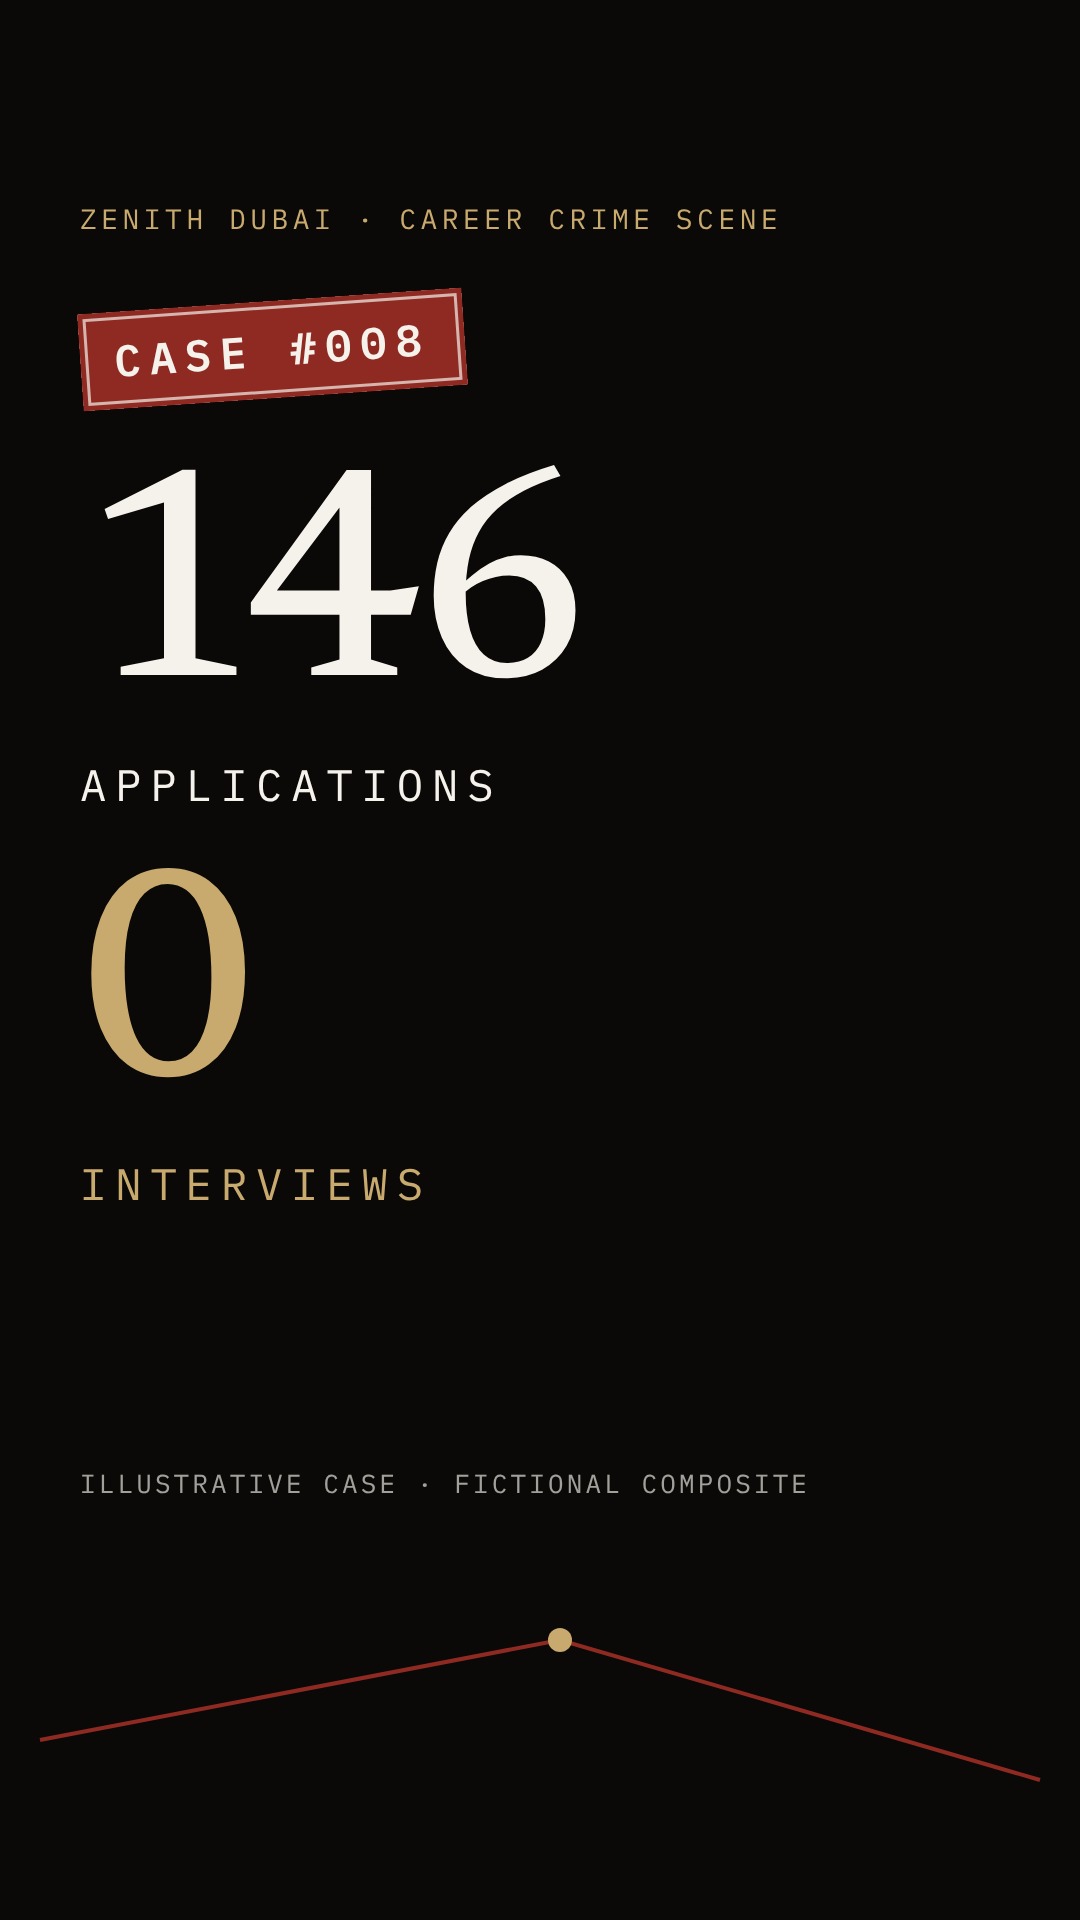 ZENITH DUBAI · CAREER CRIME SCENE
CASE #008
146
APPLICATIONS
0
INTERVIEWS
ILLUSTRATIVE CASE · FICTIONAL COMPOSITE